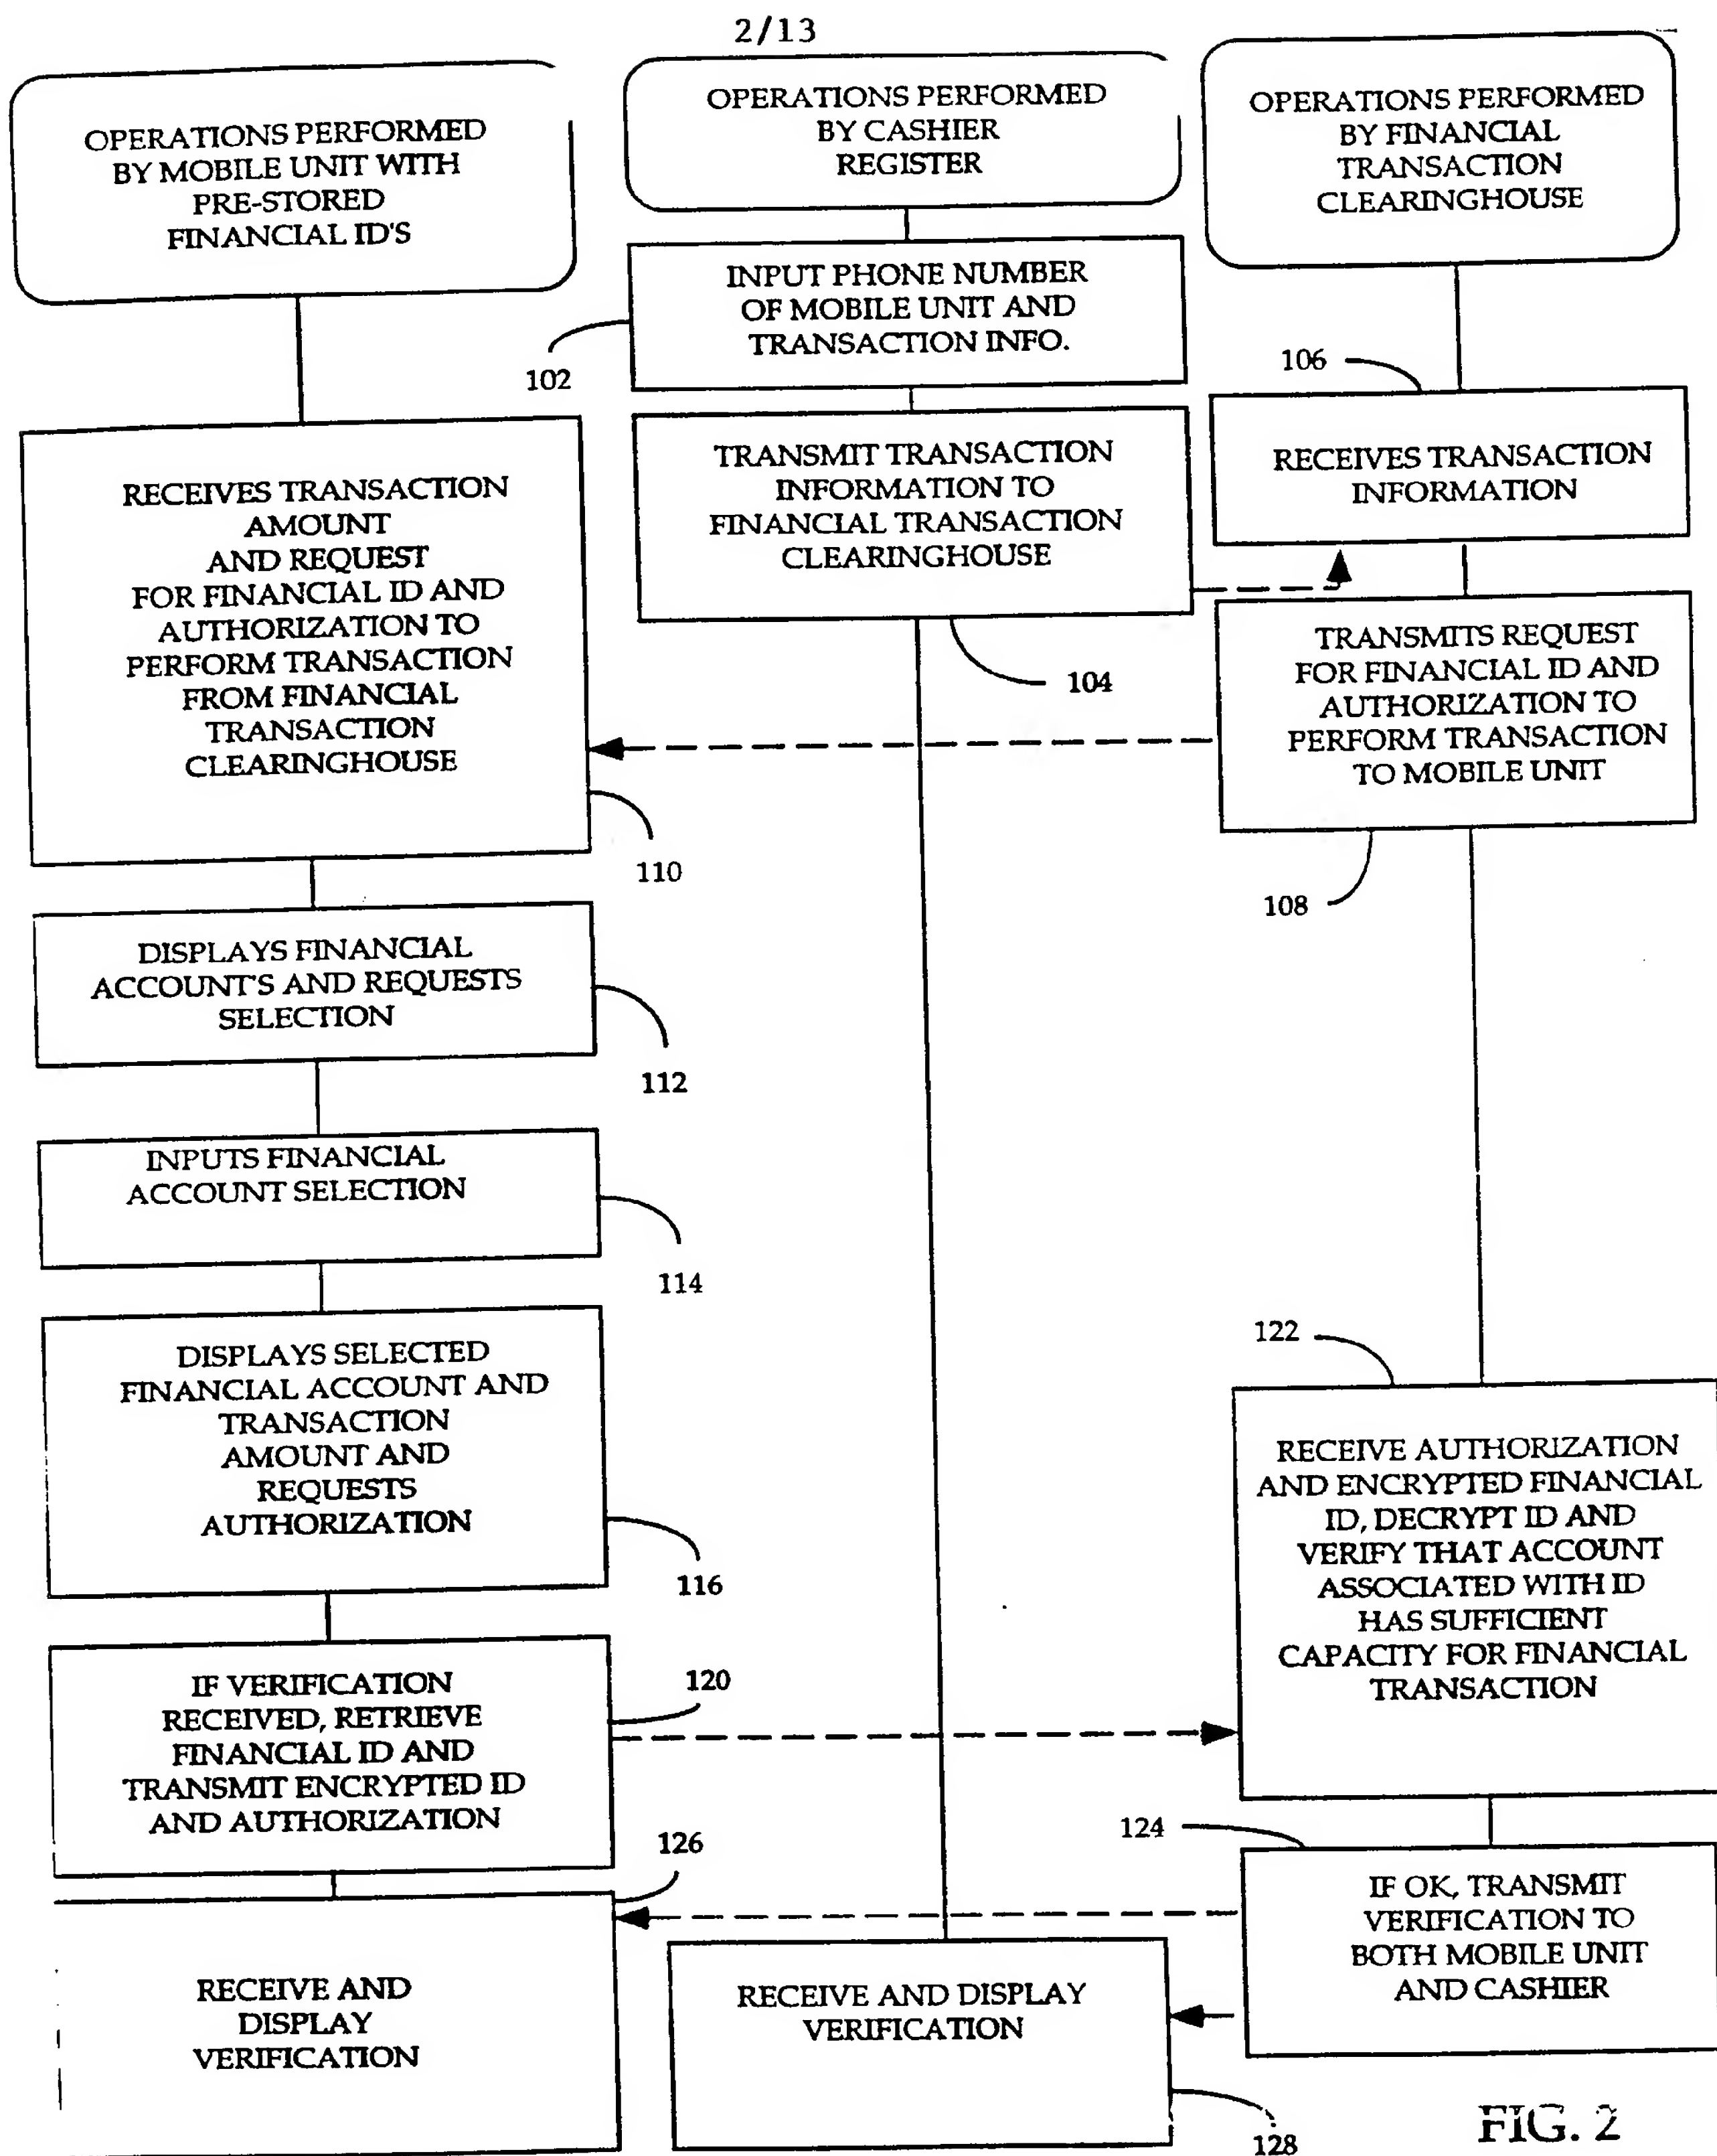 2/13
OPERATIONS PERFORMED
BY MOBILE UNIT WITH
PRE-STORED
FINANCIAL ID'S
OPERATIONS PERFORMED
BY CASHIER
REGISTER
OPERATIONS PERFORMED
BY FINANCIAL
TRANSACTION
CLEARINGHOUSE
INPUT PHONE NUMBER
OF MOBILE UNIT AND
TRANSACTION INFO.
102
TRANSMIT TRANSACTION
INFORMATION TO
FINANCIAL TRANSACTION
CLEARINGHOUSE
104
106
RECEIVES TRANSACTION
INFORMATION
TRANSMITS REQUEST
FOR FINANCIAL ID AND
AUTHORIZATION TO
PERFORM TRANSACTION
TO MOBILE UNIT
108
RECEIVES TRANSACTION
AMOUNT
AND REQUEST
FOR FINANCIAL ID AND
AUTHORIZATION TO
PERFORM TRANSACTION
FROM FINANCIAL
TRANSACTION
CLEARINGHOUSE
110
DISPLAYS FINANCIAL
ACCOUNT'S AND REQUESTS
SELECTION
112
INPUTS FINANCIAL
ACCOUNT SELECTION
114
DISPLAYS SELECTED
FINANCIAL ACCOUNT AND
TRANSACTION
AMOUNT AND
REQUESTS
AUTHORIZATION
116
IF VERIFICATION
RECEIVED, RETRIEVE
FINANCIAL ID AND
TRANSMIT ENCRYPTED ID
AND AUTHORIZATION
120
122
RECEIVE AUTHORIZATION
AND ENCRYPTED FINANCIAL
ID, DECRYPT ID AND
VERIFY THAT ACCOUNT
ASSOCIATED WITH ID
HAS SUFFICIENT
CAPACITY FOR FINANCIAL
TRANSACTION
124
IF OK, TRANSMIT
VERIFICATION TO
BOTH MOBILE UNIT
AND CASHIER
126
RECEIVE AND
DISPLAY
VERIFICATION
RECEIVE AND DISPLAY
VERIFICATION
128
FIG. 2